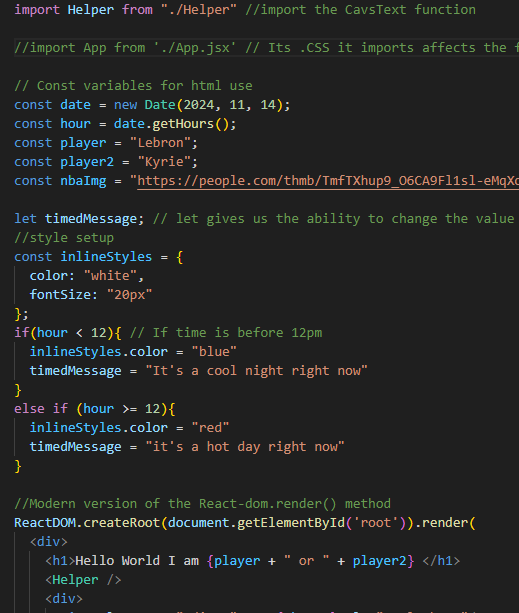 import Helper from "./Helper" //import the CavsText function
//import App from './App.jsx' // Its .CSS it imports affects the
// Const variables for html use
const date = new Date(2024, 11, 14);
const hour = date.getHours();
const player = "Lebron";
const player2 = "Kyrie";
const nbaImg = "https://people.com/thmb/TmfTXhup9_O6CA9Fl1sl-eMqXd
let timedMessage; // let gives us the ability to change the value
//style setup
const inlineStyles = {
color: "white",
fontSize: "20px"
};
if(hour < 12){ // If time is before 12pm
inlineStyles.color = "blue"
timedMessage = "It's a cool night right now"
}
else if (hour >= 12){
inlineStyles.color = "red"
timedMessage = "it's a hot day right now"
}
//Modern version of the React-dom.render() method
ReactDOM.createRoot(document.getElementById('root')).render(
<div>
<h1>Hello World I am {player + " or " + player2} </h1>
<Helper />
<div>